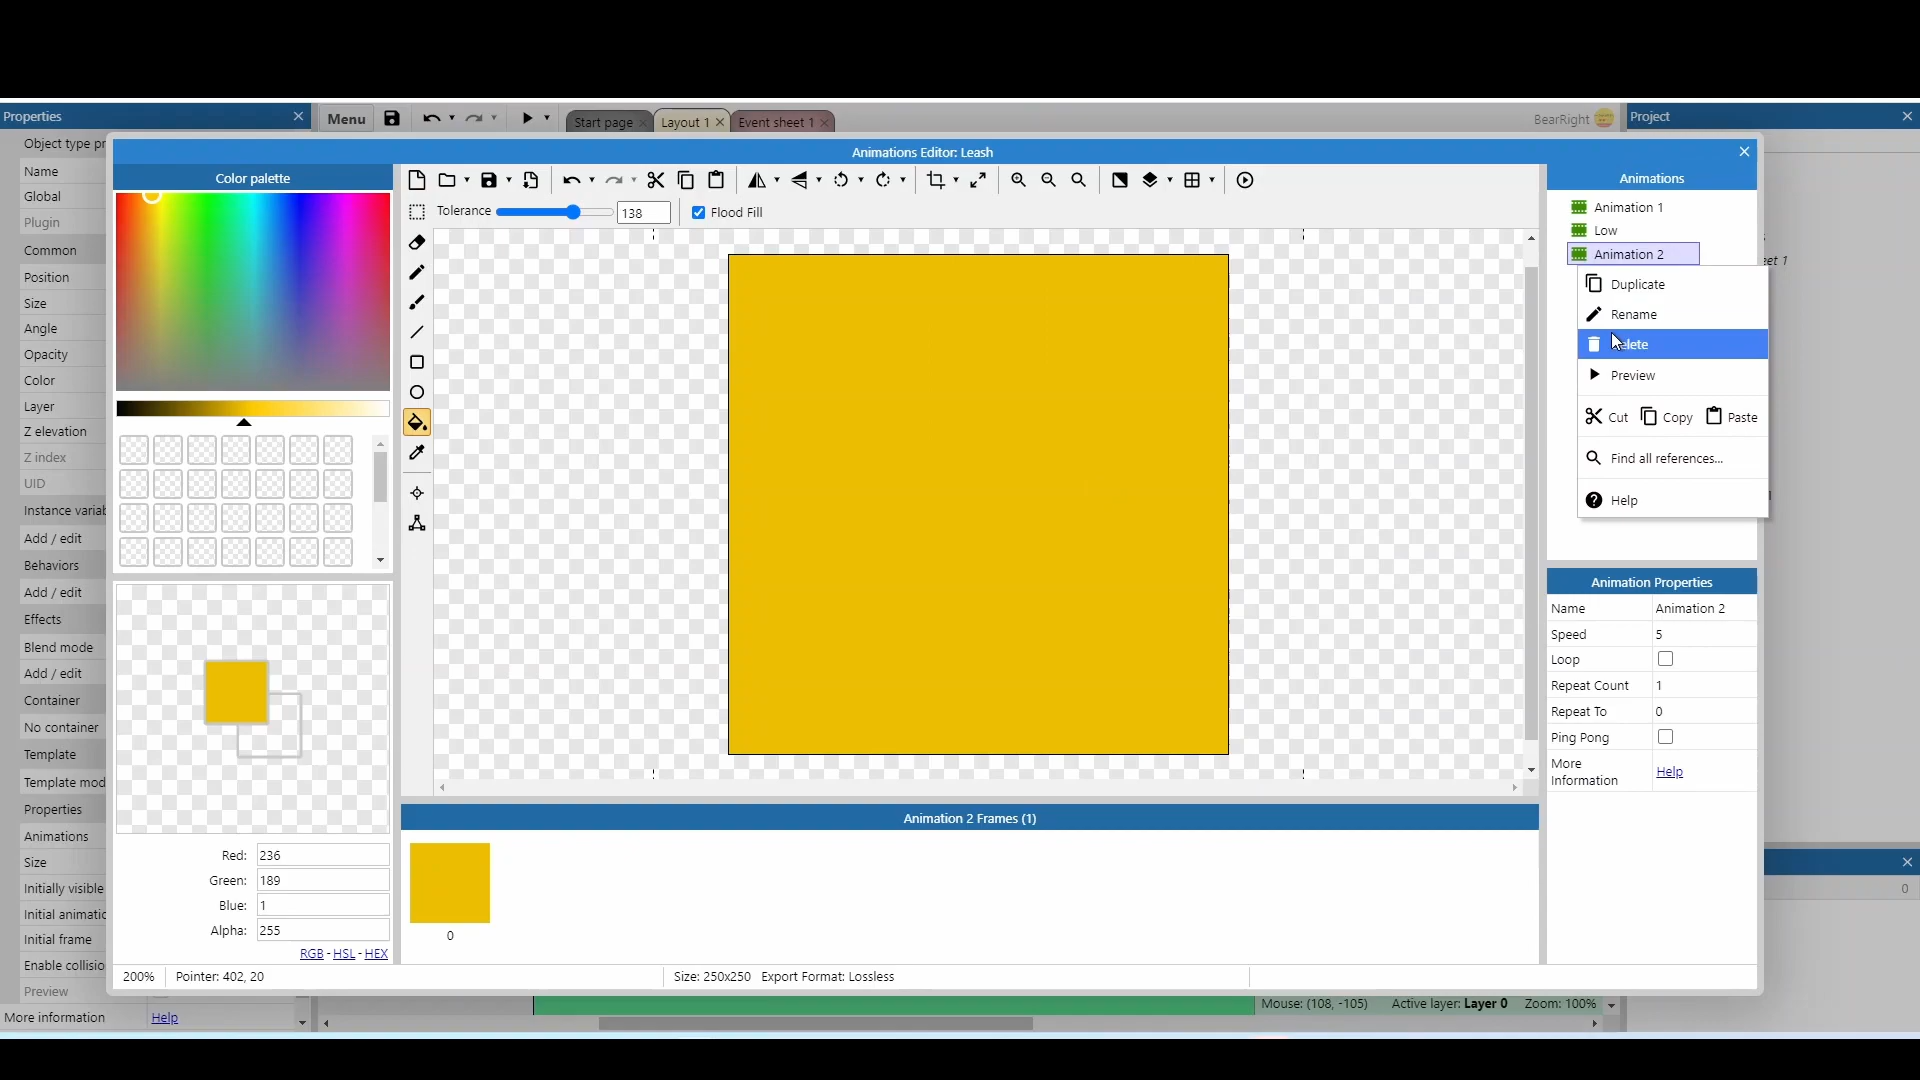 Properties
Menu
Start page
Layout 1
Event sheet 1
BearRight
Project
Object type pr
Name
Global
Plugin
Common
Position
Size
Angle
Opacity
Color
Layer
Z elevation
Z index
UID
Instance variab
Add / edit
Behaviors
Add / edit
Effects
Blend mode
Add / edit
Container
No container
Template
Template mod
Properties
Animations
Size
Initially visible
Initial animatio
Initial frame
Enable collisio
Preview
More information
Help
Animations Editor: Leash
Color palette
Tolerance
138
Flood Fill
Red: 236
Green: 189
Blue: 1
Alpha: 255
RGB - HSL - HEX
200%
Pointer: 402, 20
Size: 250x250 Export Format: Lossless
Animation 2 Frames (1)
0
Animations
Animation 1
Low
Animation 2
Duplicate
Rename
elete
Preview
Cut
Copy
Paste
Find all references...
Help
Animation Properties
Name Animation 2
Speed 5
Loop
Repeat Count 1
Repeat To 0
Ping Pong
More
Information
Help
eet 1
0
Mouse: (108, -105)
Active layer: Layer 0
Zoom: 100%